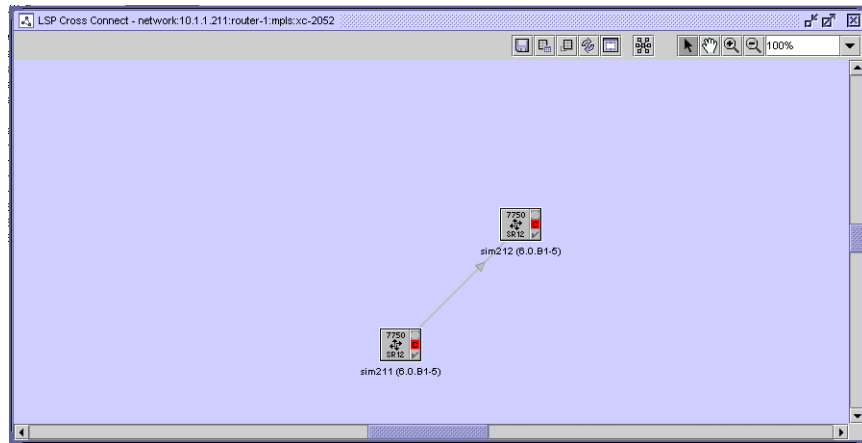 LSP Cross Connect - network:10.1.1.211:router-1:mpls:xc-2052
100%
7750
C
SR12
sim212 (6.0.B1-5)
7750
C
SR12
sim211 (6.0.B1-5)